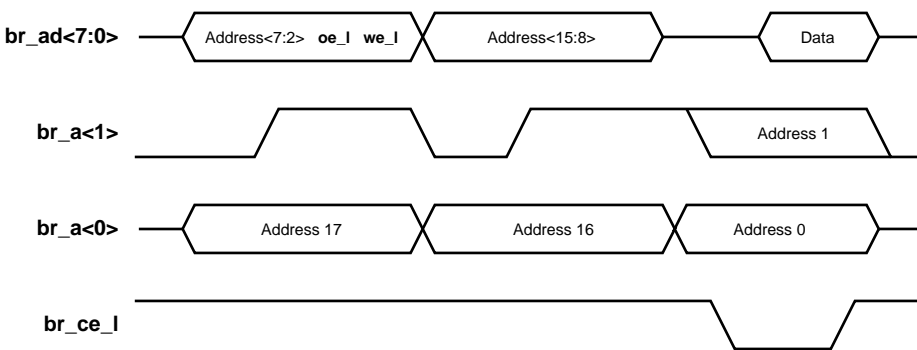 br_ad<7:0> Address<7:2> oe_l we_l Address<15:8> Data
br_a<1> Address 1
br_a<0> Address 17 Address 16 Address 0
br_ce_l